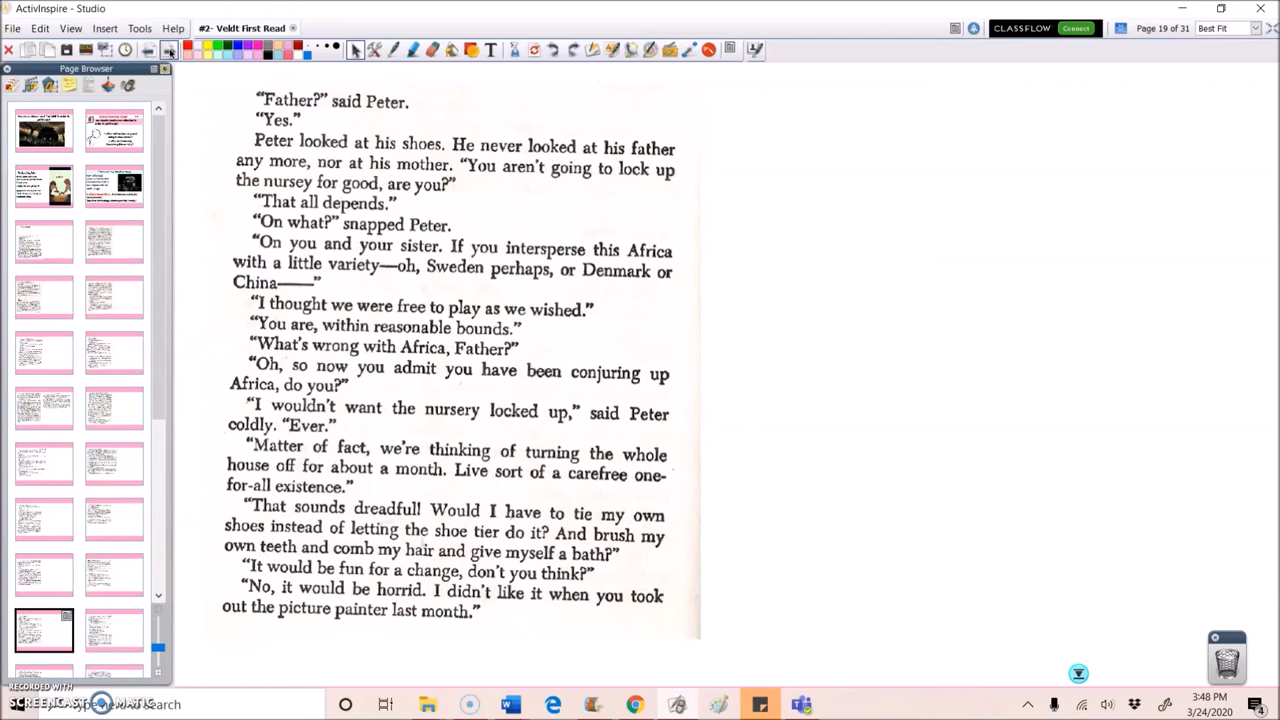 ActivInspire - Studio
File Edit View Insert Tools Help #2- Veldt First Read
CLASSFLOW Connect Page 19 of 31 Best Fit
Page Browser
“Father?” said Peter.
“Yes.”
Peter looked at his shoes. He never looked at his father
any more, nor at his mother. “You aren’t going to lock up
the nursey for good, are you?”
“That all depends.”
“On what?” snapped Peter.
“On you and your sister. If you intersperse this Africa
with a little variety—oh, Sweden perhaps, or Denmark or
China——”
“I thought we were free to play as we wished.”
“You are, within reasonable bounds.”
“What’s wrong with Africa, Father?”
“Oh, so now you admit you have been conjuring up
Africa, do you?”
“I wouldn’t want the nursery locked up,” said Peter
coldly. “Ever.”
“Matter of fact, we’re thinking of turning the whole
house off for about a month. Live sort of a carefree one-
for-all existence.”
“That sounds dreadful! Would I have to tie my own
shoes instead of letting the shoe tier do it? And brush my
own teeth and comb my hair and give myself a bath?”
“It would be fun for a change, don’t you think?”
“No, it would be horrid. I didn’t like it when you took
out the picture painter last month.”
RECORDED WITH
SCREENCAST MATIC
Type here to search
3:48 PM
3/24/2020
4